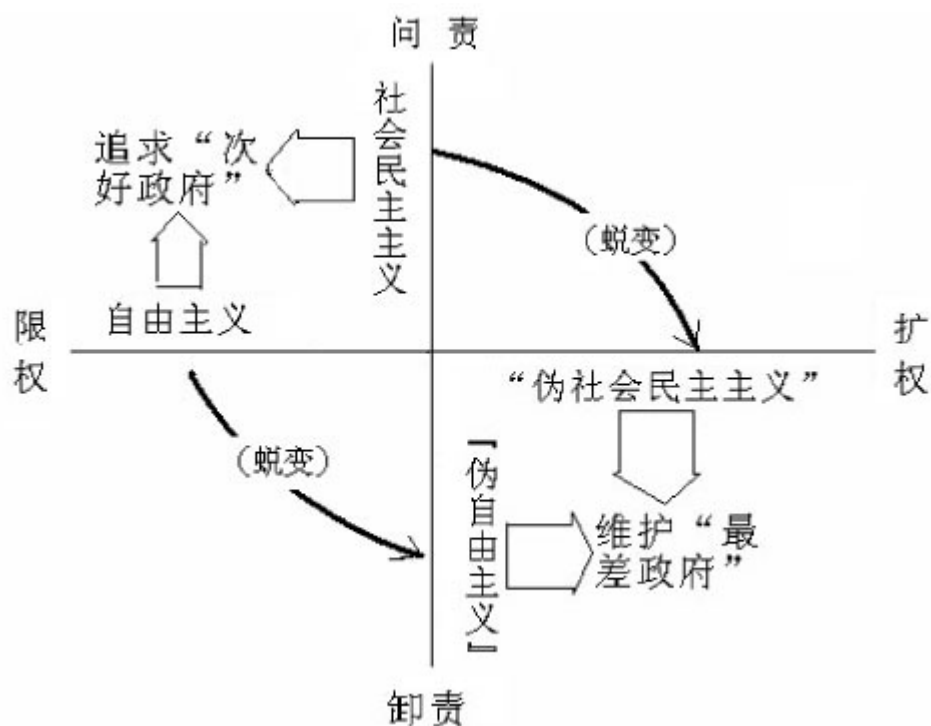 问责
社会民主主义
追求“次
好政府”
（蜕变）
限权
自由主义
扩权
“伪社会民主主义”
（蜕变）
『伪自由主义』
维护“最
差政府”
卸责